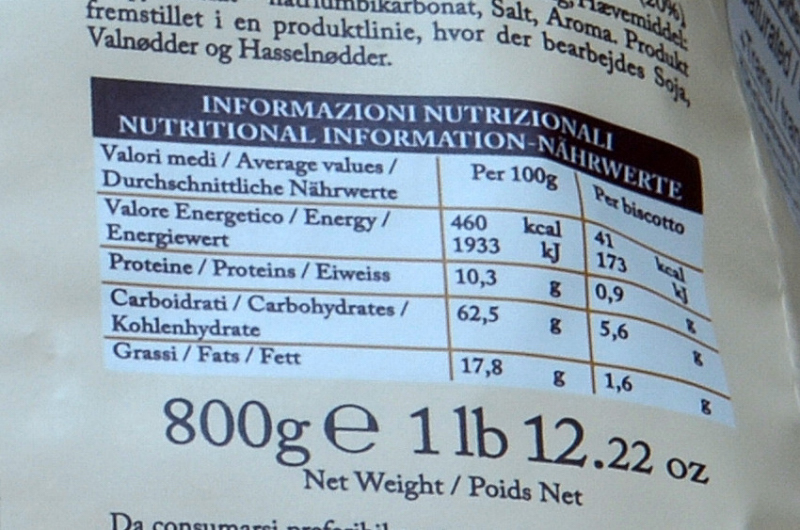 natriumbikarbonat, Salt, Aroma. Produkt
fremstillet i en produktlinie, hvor der bearbejdes Soja,
Valnødder og Hasselnødder.
INFORMAZIONI NUTRIZIONALI
NUTRITIONAL INFORMATION-NÄHRWERTE
Valori medi / Average values /
Durchschnittliche Nährwerte
Per 100g
Per biscotto
Valore Energetico / Energy /
Energiewert
460 kcal
1933 kJ
41 kcal
173 kJ
Proteine / Proteins / Eiweiss
10,3 g
0,9 g
Carboidrati / Carbohydrates /
Kohlenhydrate
62,5 g
5,6 g
Grassi / Fats / Fett
17,8 g
1,6 g
800g e 1 lb 12.22 oz
Net Weight / Poids Net
Da consumarsi